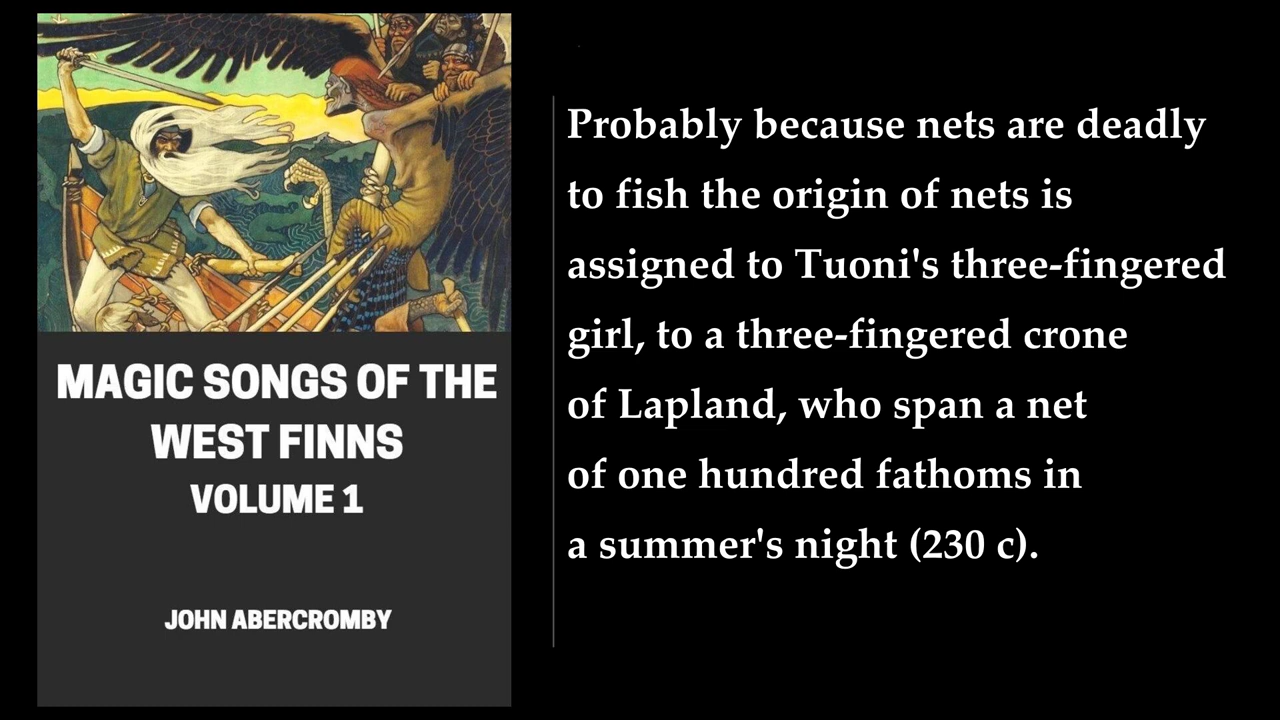 MAGIC SONGS OF THE
WEST FINNS
VOLUME 1
JOHN ABERCROMBY
Probably because nets are deadly
to fish the origin of nets is
assigned to Tuoni's three-fingered
girl, to a three-fingered crone
of Lapland, who span a net
of one hundred fathoms in
a summer's night (230 c).